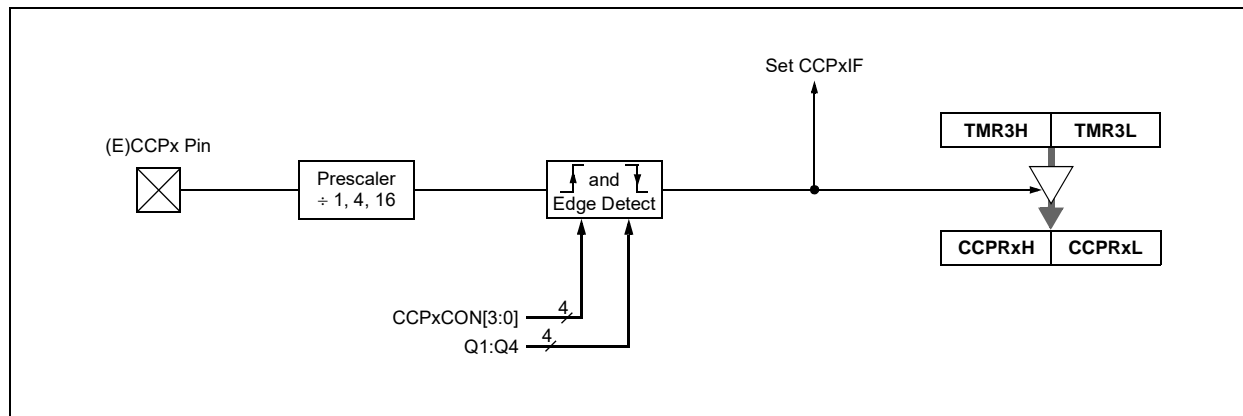 Set CCPxIF
TMR3H TMR3L
(E)CCPx Pin
Prescaler
÷ 1, 4, 16
and
Edge Detect
CCPRxH CCPRxL
CCPxCON[3:0] 4
Q1:Q4 4